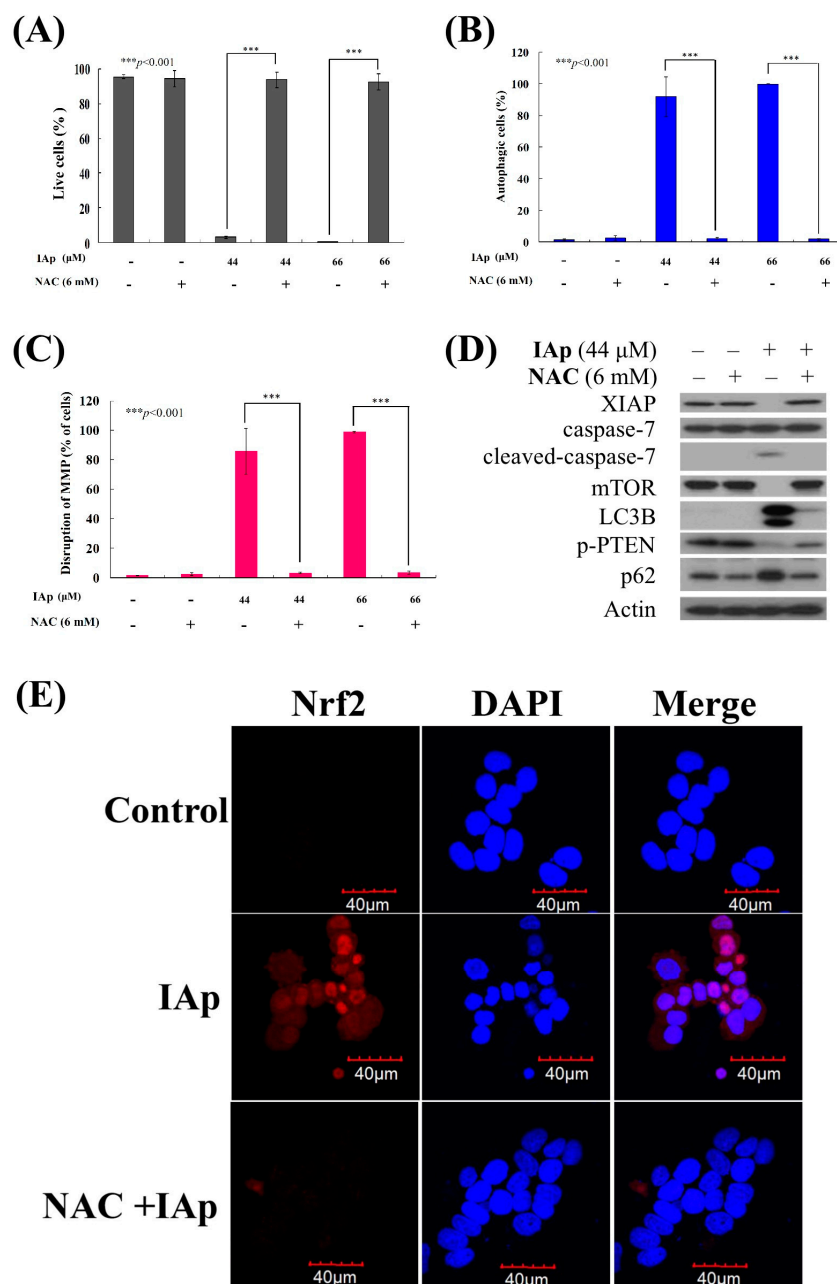 (A)
***p<0.001
***
***
Live cells (%)
100
80
60
40
20
0
IAp (μM) - - 44 44 66 66
NAC (6 mM) - + - + - +
(B)
***p<0.001
***
***
Autophagic cells (%)
120
100
80
60
40
20
0
IAp (μM) - - 44 44 66 66
NAC (6 mM) - + - + - +
(C)
***p<0.001
***
***
Disruption of MMP (% of cells)
120
100
80
60
40
20
0
IAp (μM) - - 44 44 66 66
NAC (6 mM) - + - + - +
(D)
IAp (44 μM) − − + +
NAC (6 mM) − + − +
XIAP
caspase-7
cleaved-caspase-7
mTOR
LC3B
p-PTEN
p62
Actin
(E)
Nrf2 DAPI Merge
Control
40μm 40μm 40μm
IAp
40μm 40μm 40μm
NAC +IAp
40μm 40μm 40μm